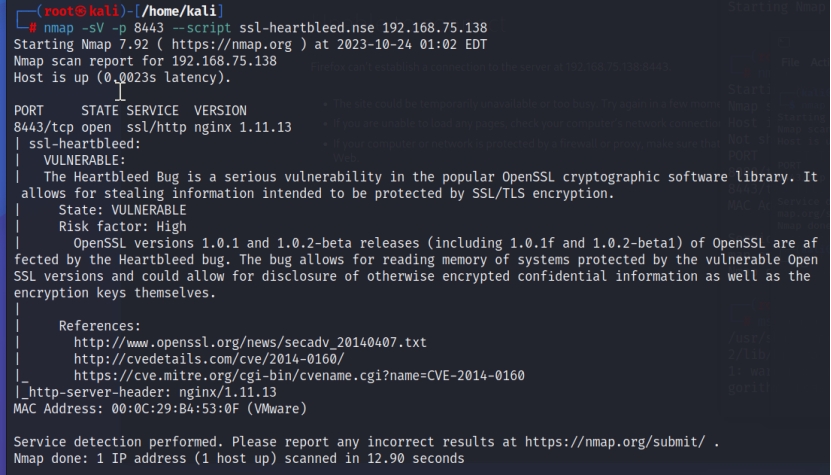 (root㉿kali)-[/home/kali]
# nmap -sV -p 8443 --script ssl-heartbleed.nse 192.168.75.138
Starting Nmap 7.92 ( https://nmap.org ) at 2023-10-24 01:02 EDT
Nmap scan report for 192.168.75.138
Host is up (0.0023s latency).
PORT     STATE SERVICE  VERSION
8443/tcp open  ssl/http nginx 1.11.13
| ssl-heartbleed:
|   VULNERABLE:
|   The Heartbleed Bug is a serious vulnerability in the popular OpenSSL cryptographic software library. It
allows for stealing information intended to be protected by SSL/TLS encryption.
|     State: VULNERABLE
|     Risk factor: High
|       OpenSSL versions 1.0.1 and 1.0.2-beta releases (including 1.0.1f and 1.0.2-beta1) of OpenSSL are af
fected by the Heartbleed bug. The bug allows for reading memory of systems protected by the vulnerable Open
SSL versions and could allow for disclosure of otherwise encrypted confidential information as well as the
encryption keys themselves.
|
|     References:
|       http://www.openssl.org/news/secadv_20140407.txt
|       http://cvedetails.com/cve/2014-0160/
|_      https://cve.mitre.org/cgi-bin/cvename.cgi?name=CVE-2014-0160
|_http-server-header: nginx/1.11.13
MAC Address: 00:0C:29:B4:53:0F (VMware)
Service detection performed. Please report any incorrect results at https://nmap.org/submit/ .
Nmap done: 1 IP address (1 host up) scanned in 12.90 seconds